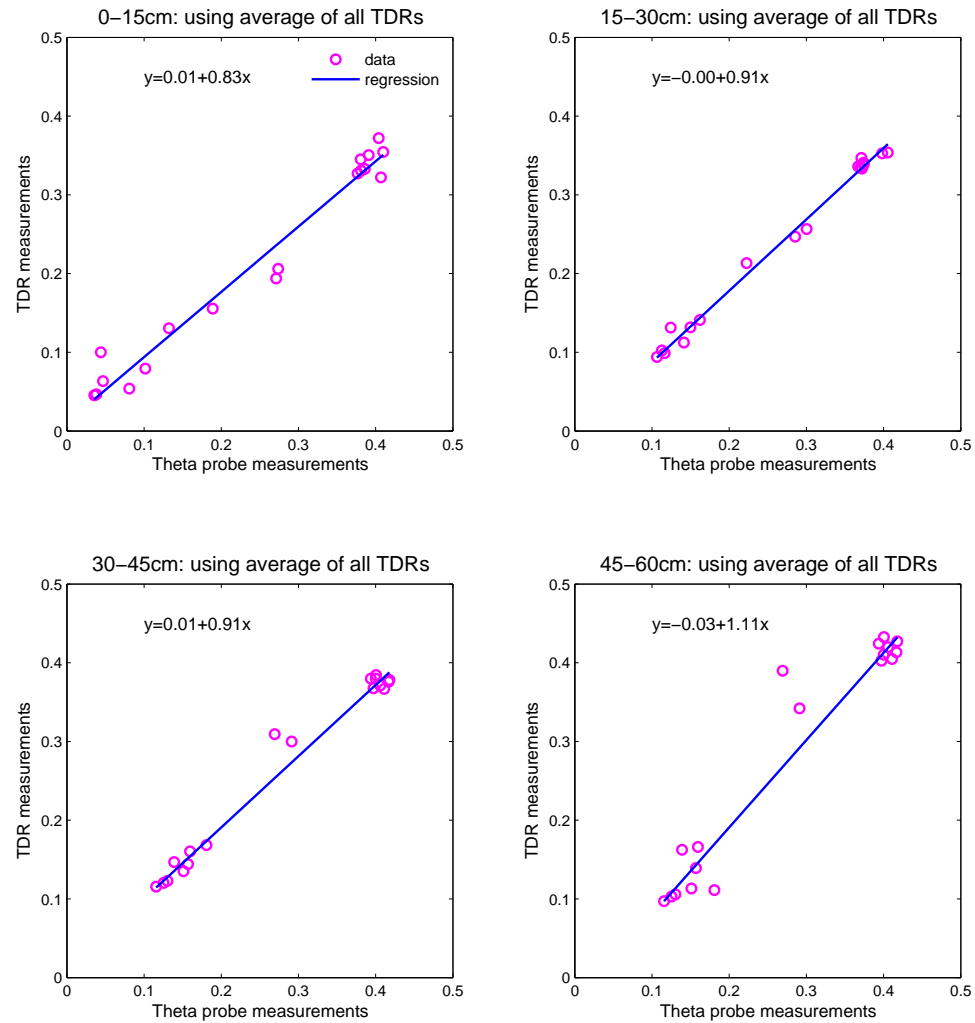 0−15cm: using average of all TDRs
0.5
0.4
0.3
0.2
0.1
0
TDR measurements
y=0.01+0.83x
data
regression
0 0.1 0.2 0.3 0.4 0.5
Theta probe measurements
15−30cm: using average of all TDRs
0.5
0.4
0.3
0.2
0.1
0
TDR measurements
y=−0.00+0.91x
0 0.1 0.2 0.3 0.4 0.5
Theta probe measurements
30−45cm: using average of all TDRs
0.5
0.4
0.3
0.2
0.1
0
TDR measurements
y=0.01+0.91x
0 0.1 0.2 0.3 0.4 0.5
Theta probe measurements
45−60cm: using average of all TDRs
0.5
0.4
0.3
0.2
0.1
0
TDR measurements
y=−0.03+1.11x
0 0.1 0.2 0.3 0.4 0.5
Theta probe measurements